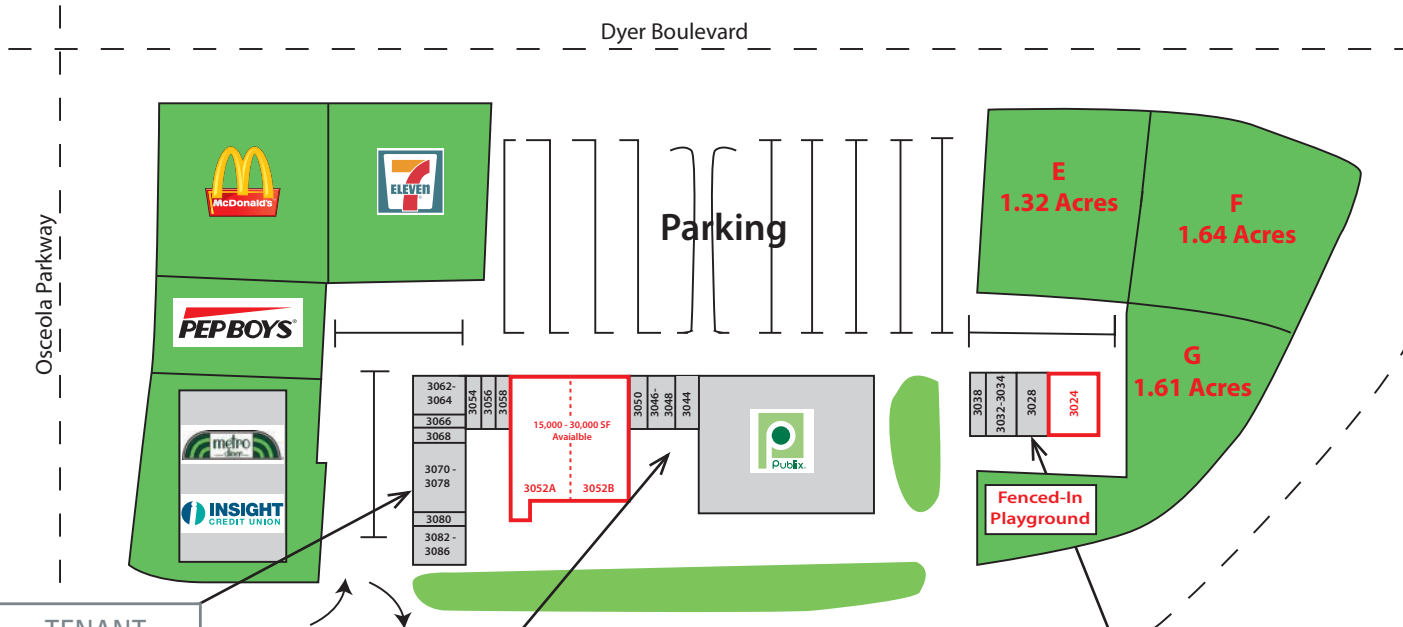 Dyer Boulevard
Osceola Parkway
McDonald's
7
ELEVEN
Parking
E
1.32 Acres
F
1.64 Acres
G
1.61 Acres
PEP BOYS
metro
diner
INSIGHT
CREDIT UNION
3062-
3064
3066
3068
3070 -
3078
3080
3082 -
3086
3054
3056
3058
15,000 - 30,000 SF
Avaialble
3052A
3052B
3050
3046-
3048
3044
Publix.
3038
3032-3034
3028
3024
Fenced-In
Playground
TENANT